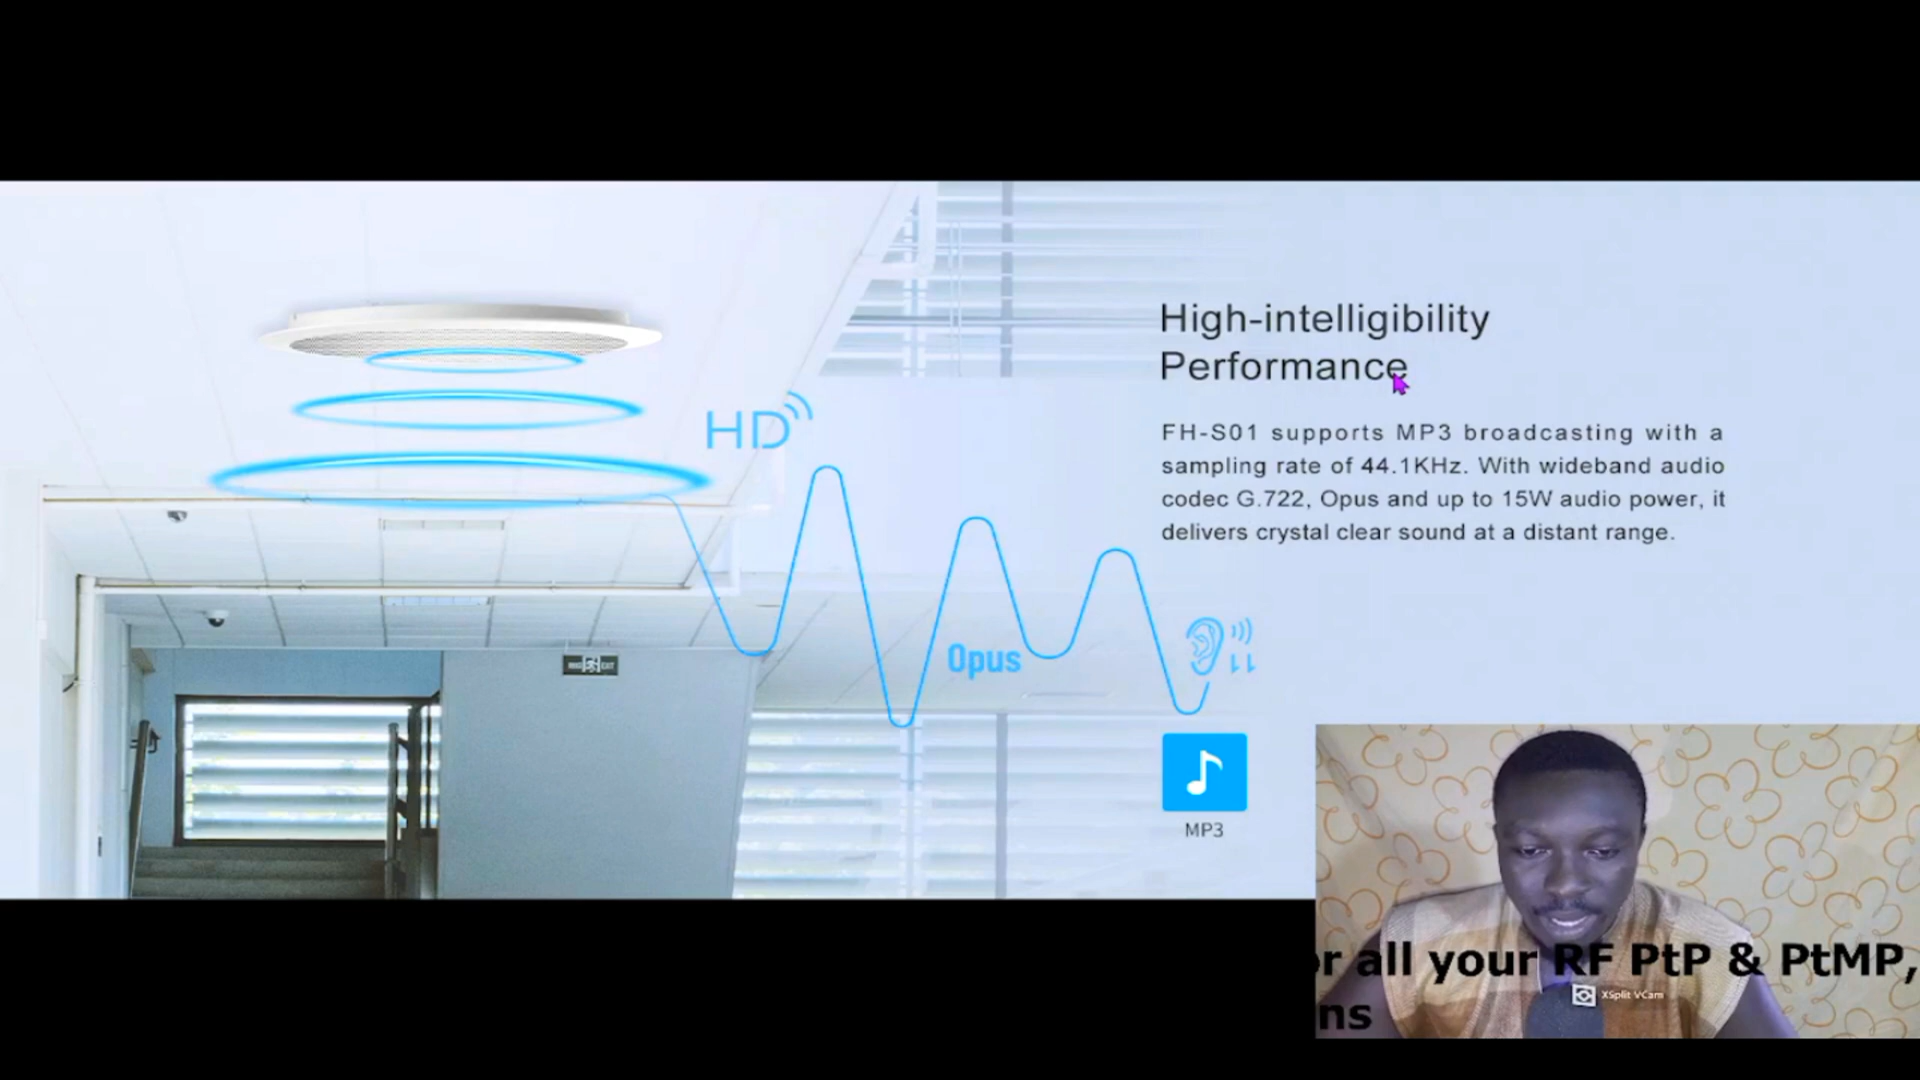 High-intelligibility
Performance
HD
FH-S01 supports MP3 broadcasting with a
sampling rate of 44.1KHz. With wideband audio
codec G.722, Opus and up to 15W audio power, it
delivers crystal clear sound at a distant range.
Opus
MP3
EXIT
r all your RF PtP & PtMP,
XSplit VCam
ns